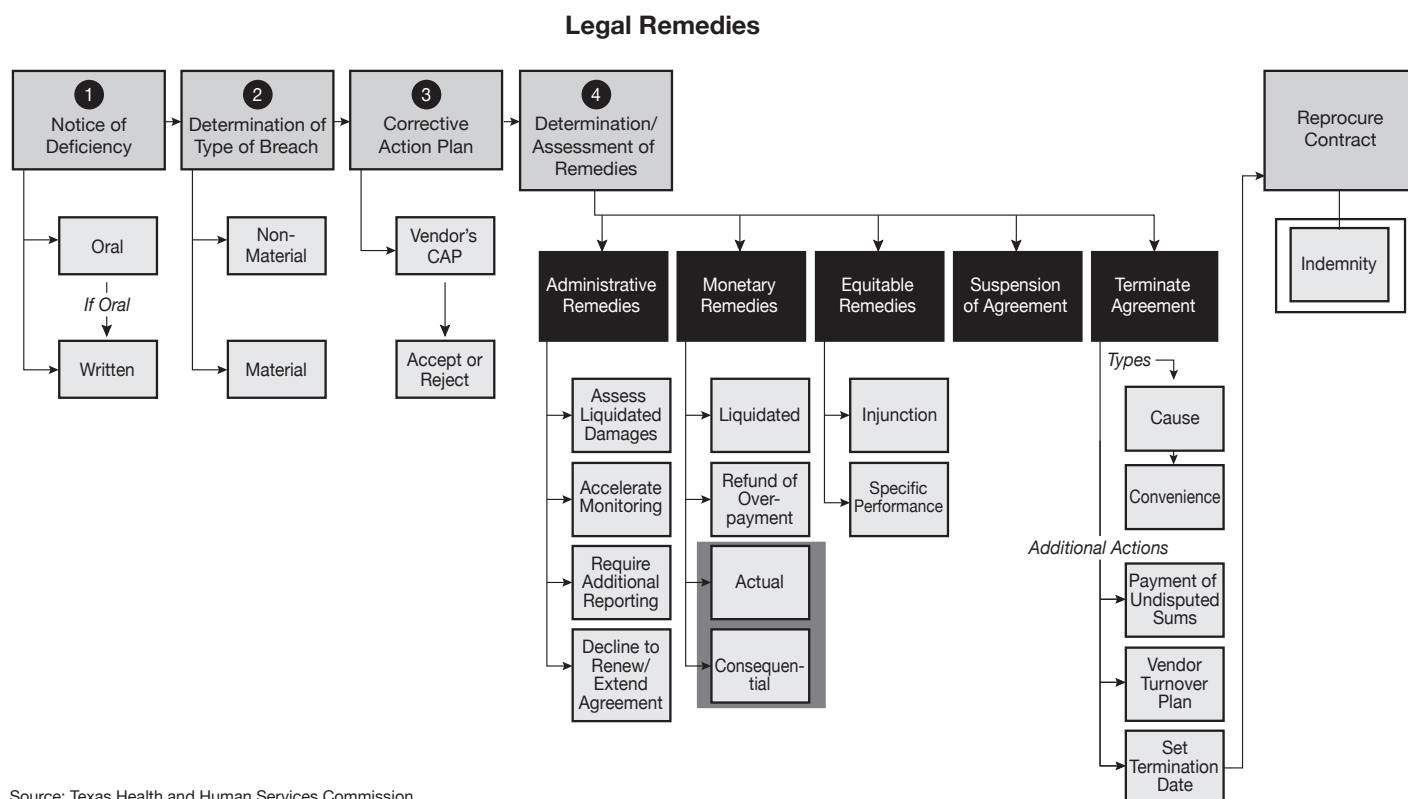 Legal Remedies
1
Notice of
Deficiency
2
Determination of
Type of Breach
3
Corrective
Action Plan
4
Determination/
Assessment of
Remedies
Reprocure
Contract
Oral
If Oral
Written
Non-
Material
Material
Vendor's
CAP
Accept or
Reject
Indemnity
Administrative
Remedies
Monetary
Remedies
Equitable
Remedies
Suspension
of Agreement
Terminate
Agreement
Assess
Liquidated
Damages
Accelerate
Monitoring
Require
Additional
Reporting
Decline to
Renew/
Extend
Agreement
Liquidated
Refund of
Over-
payment
Actual
Consequen-
tial
Injunction
Specific
Performance
Types
Cause
Convenience
Additional Actions
Payment of
Undisputed
Sums
Vendor
Turnover
Plan
Set
Termination
Date
Source: Texas Health and Human Services Commission